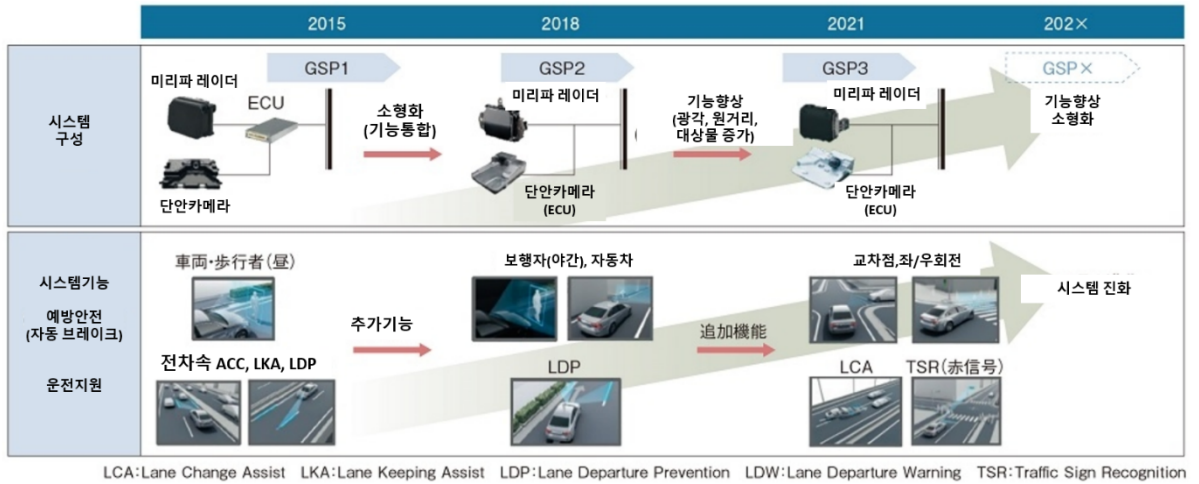 2015
2018
2021
202×
시스템
구성
GSP1
GSP2
GSP3
GSP×
미리파 레이더
ECU
단안카메라
소형화
(기능통합)
미리파 레이더
단안카메라
(ECU)
기능향상
(광각, 원거리,
대상물 증가)
미리파 레이더
단안카메라
(ECU)
기능향상
소형화
시스템기능
예방안전
(자동 브레이크)
운전지원
車両・歩行者(昼)
전차속 ACC, LKA, LDP
추가기능
보행자(야간), 자동차
LDP
追加機能
교차점,좌/우회전
LCA
TSR(赤信号)
시스템 진화
LCA:Lane Change Assist LKA:Lane Keeping Assist LDP:Lane Departure Prevention LDW:Lane Departure Warning TSR:Traffic Sign Recognition